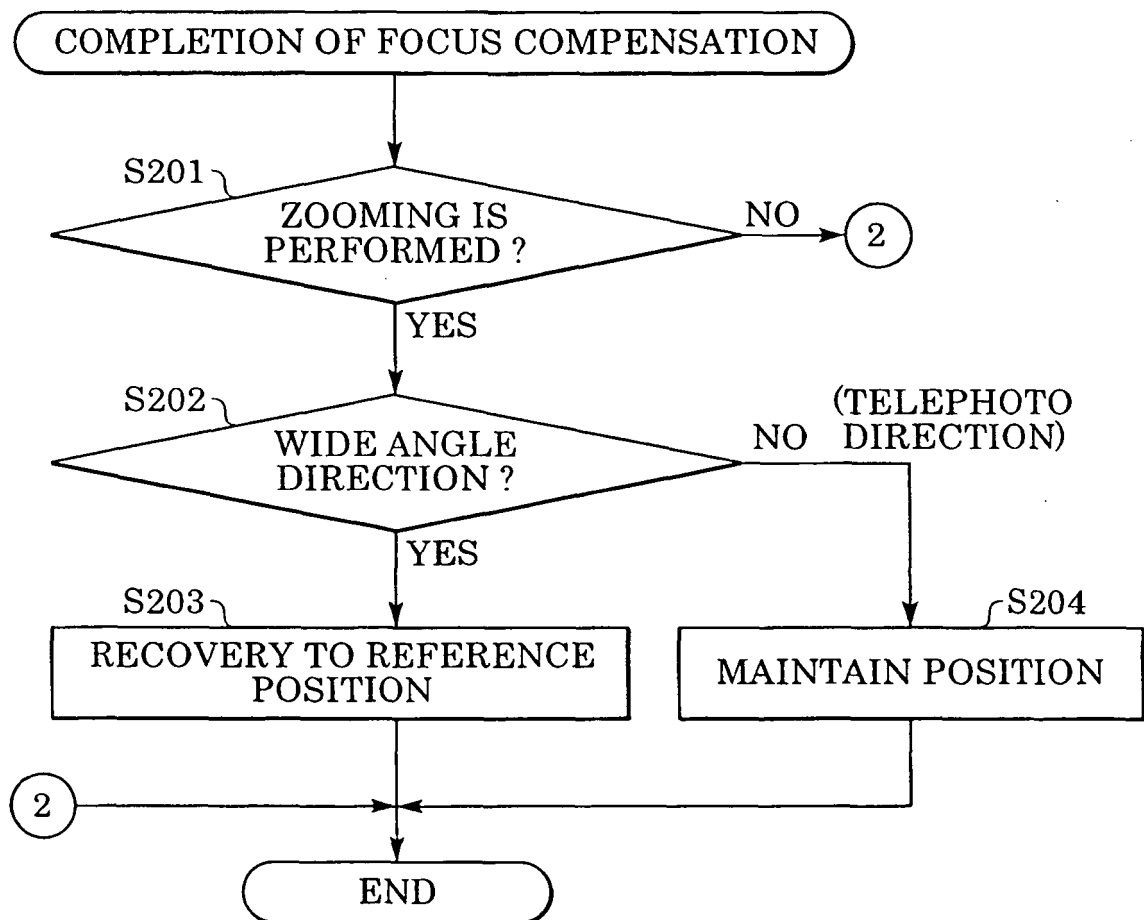 COMPLETION OF FOCUS COMPENSATION
S201
ZOOMING IS
PERFORMED ?
NO
2
YES
S202
WIDE ANGLE
DIRECTION ?
NO
(TELEPHOTO
DIRECTION)
YES
S203
RECOVERY TO REFERENCE
POSITION
S204
MAINTAIN POSITION
2
END